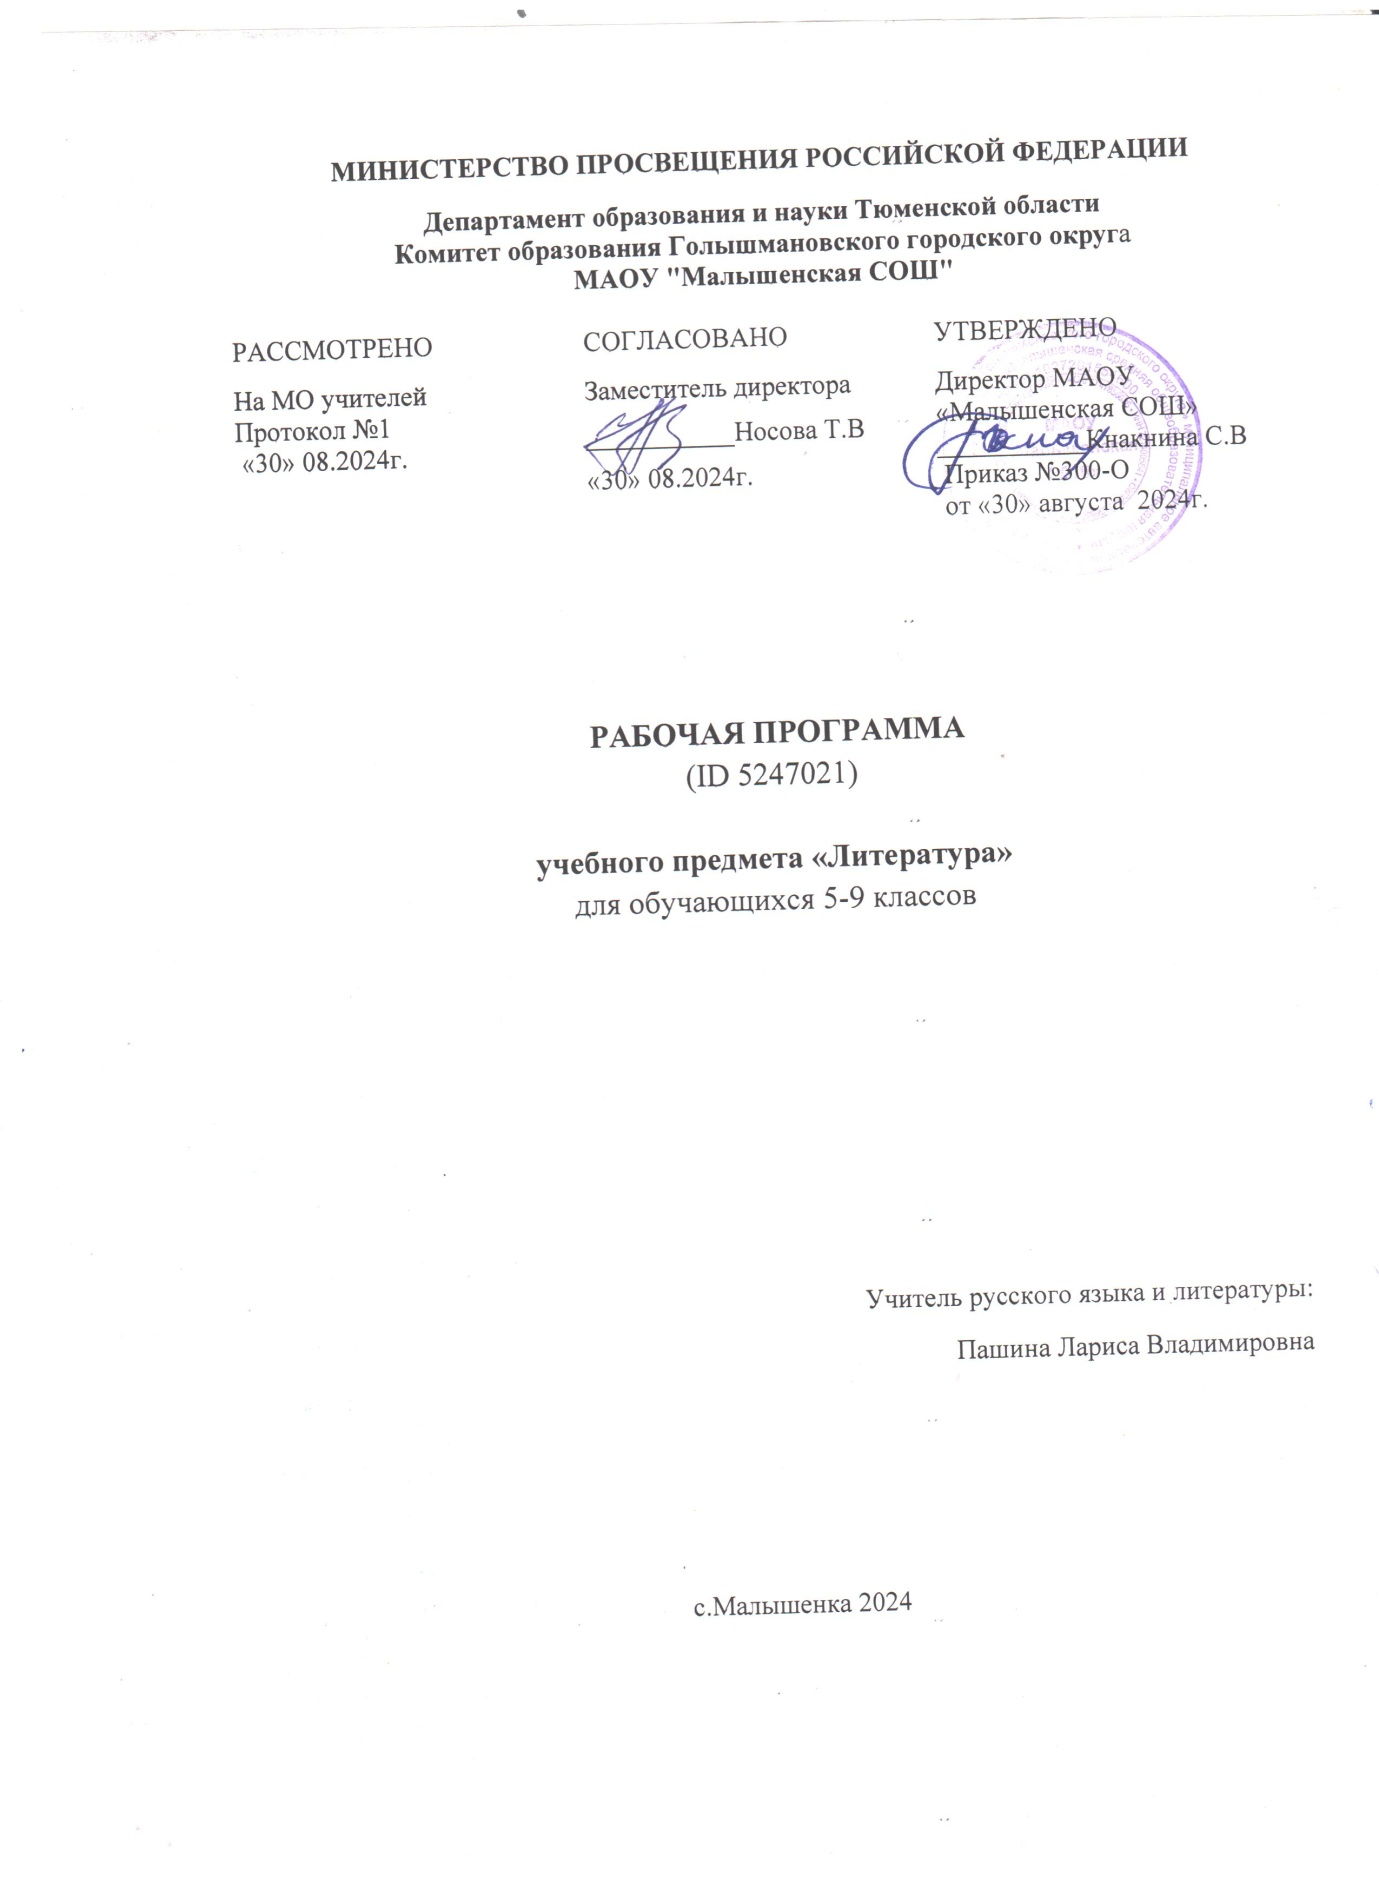 МИНИСТЕРСТВО ПРОСВЕЩЕНИЯ РОССИЙСКОЙ ФЕДЕРАЦИИ
Департамент образования и науки Тюменской области
Комитет образования Голышмановского городского округа
МАОУ "Малышенская СОШ"
РАССМОТРЕНО
На МО учителей
Протокол №1
«30» 08.2024г.
СОГЛАСОВАНО
Заместитель директора
___________Носова Т.В
«30» 08.2024г.
УТВЕРЖДЕНО
Директор МАОУ
«Малышенская СОШ»
___________Кнакнина С.В
Приказ №300-О
от «30» августа 2024г.
РАБОЧАЯ ПРОГРАММА
(ID 5247021)
учебного предмета «Литература»
для обучающихся 5-9 классов
Учитель русского языка и литературы:
Пашина Лариса Владимировна
с.Малышенка 2024